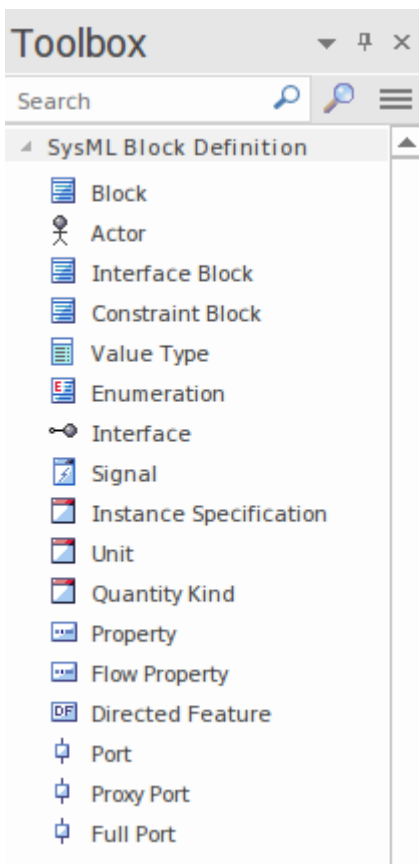 Toolbox
Search
SysML Block Definition
Block
Actor
Interface Block
Constraint Block
Value Type
Enumeration
Interface
Signal
Instance Specification
Unit
Quantity Kind
Property
Flow Property
DF Directed Feature
Port
Proxy Port
Full Port